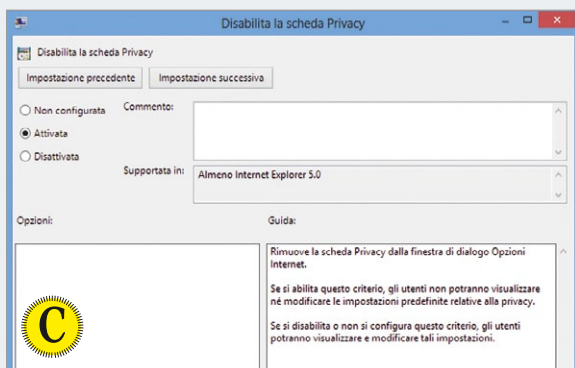 Disabilita la scheda Privacy
Disabilita la scheda Privacy
Impostazione precedente
Impostazione successiva
Non configurata
Commento:
Attivata
Disattivata
Supportata in:
Almeno Internet Explorer 5.0
Opzioni:
Guida:
Rimuove la scheda Privacy dalla finestra di dialogo Opzioni
Internet.
Se si abilita questo criterio, gli utenti non potranno visualizzare
né modificare le impostazioni predefinite relative alla privacy.
Se si disabilita o non si configura questo criterio, gli utenti
potranno visualizzare e modificare tali impostazioni.
C